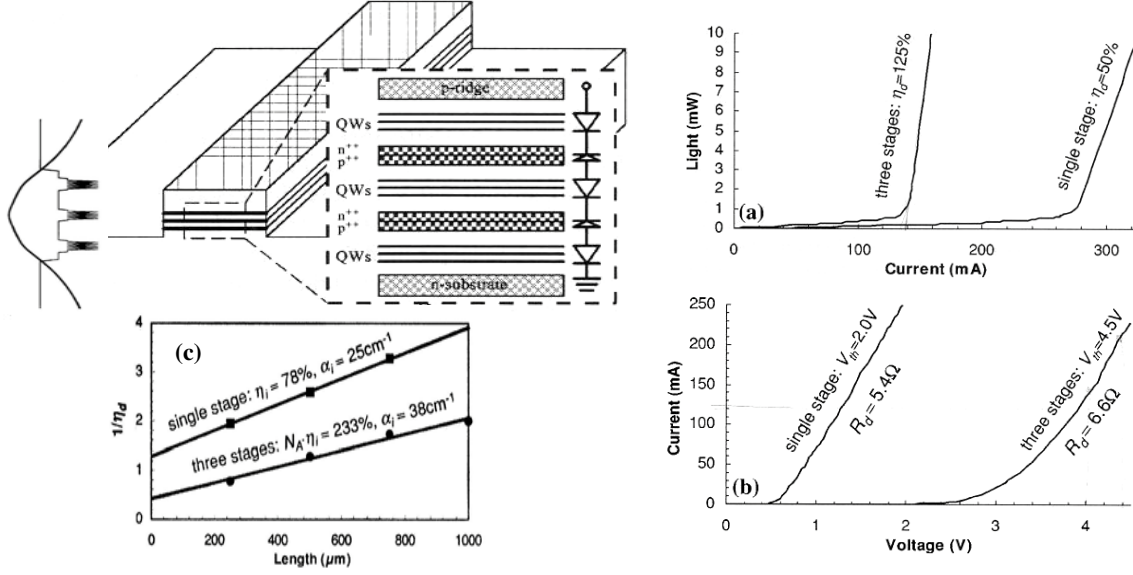 p-ridge
QWs
n++
p++
QWs
n++
p++
QWs
n-substrate
10
9
8
7
6
5
4
3
2
1
0
Light (mW)
three stages: ηd=125%
single stage: ηd=50%
(a)
100
200
300
Current (mA)
(c)
4
3
2
1
0
1/ηd
single stage: ηi = 78%, αi = 25cm-1
three stages: NA·ηi = 233%, αi = 38cm-1
0
200
400
600
800
1000
Length (μm)
250
200
150
100
50
0
Current (mA)
single stage: Vth=2.0V
Rd = 5.4Ω
three stages: Vth=4.5V
Rd = 6.6Ω
(b)
0
1
2
3
4
Voltage (V)